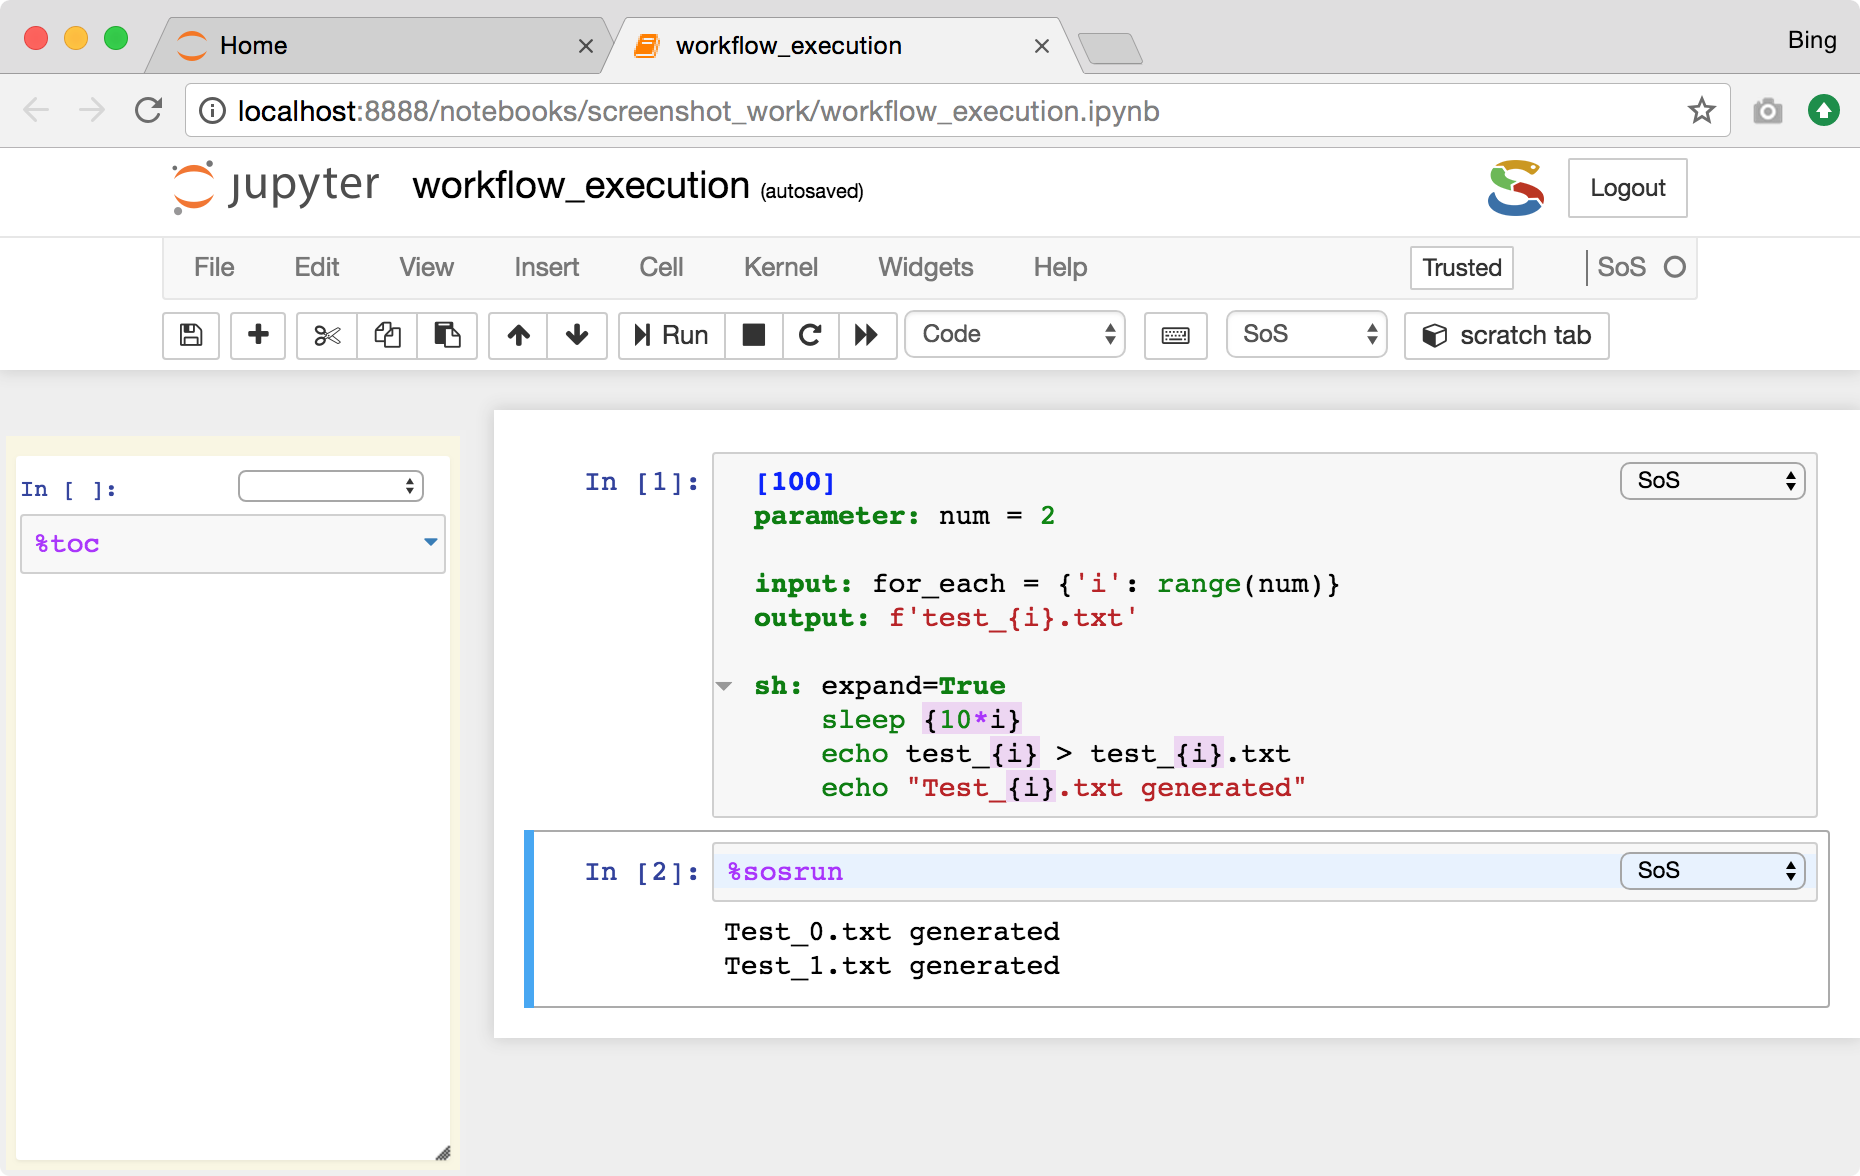 Home
workflow_execution
Bing
localhost:8888/notebooks/screenshot_work/workflow_execution.ipynb
jupyter workflow_execution (autosaved)
Logout
File Edit View Insert Cell Kernel Widgets Help Trusted SoS
Run Code SoS scratch tab
In [ ]:
%toc
In [1]:
SoS
[100]
parameter: num = 2
input: for_each = {'i': range(num)}
output: f'test_{i}.txt'
sh: expand=True
sleep {10*i}
echo test_{i} > test_{i}.txt
echo "Test_{i}.txt generated"
In [2]: %sosrun SoS
Test_0.txt generated
Test_1.txt generated